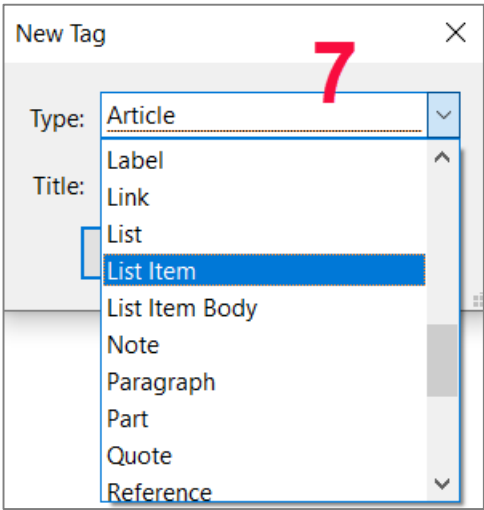 New Tag
7
Type: Article
Label
Title:
Link
List
List Item
List Item Body
Note
Paragraph
Part
Quote
Reference